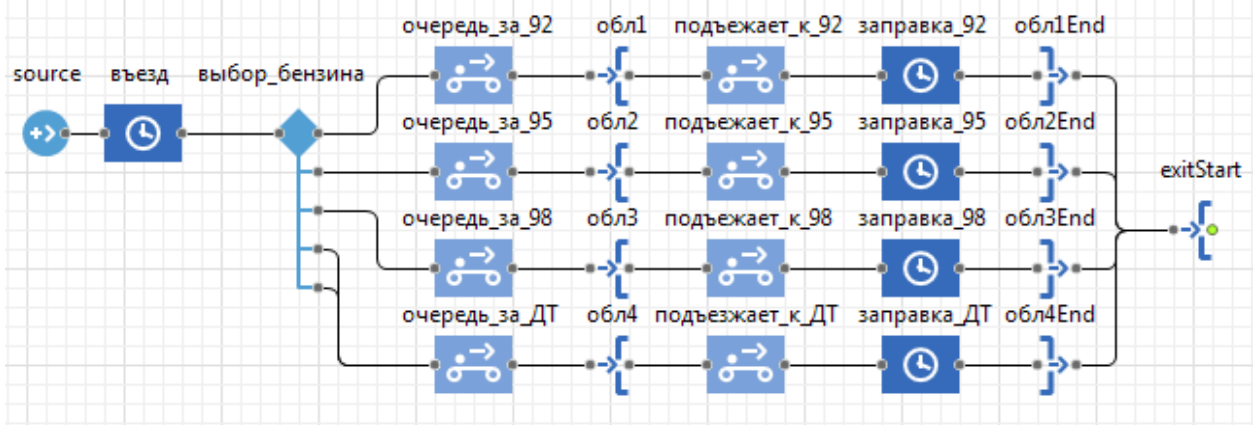 очередь_за_92 обл1 подъежает_к_92 заправка_92 обл1End
source въезд выбор_бензина
очередь_за_95 обл2 подъежает_к_95 заправка_95 обл2End
exitStart
очередь_за_98 обл3 подъежает_к_98 заправка_98 обл3End
очередь_за_ДТ обл4 подъезжает_к_ДТ заправка_ДТ обл4End